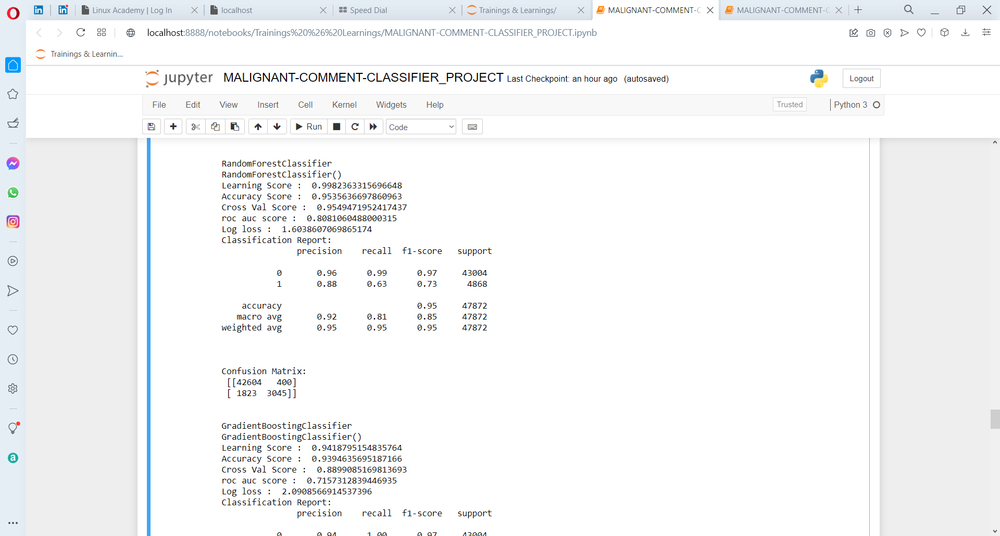 Linux Academy | Log In
localhost
Speed Dial
Trainings & Learnings/
MALIGNANT-COMMENT-C
MALIGNANT-COMMENT-C
localhost:8888/notebooks/Trainings%20%26%20Learnings/MALIGNANT-COMMENT-CLASSIFIER_PROJECT.ipynb
Trainings & Learnin...
jupyter MALIGNANT-COMMENT-CLASSIFIER_PROJECT Last Checkpoint: an hour ago (autosaved)
Logout
File Edit View Insert Cell Kernel Widgets Help
Trusted
Python 3
Run
Code
RandomForestClassifier
RandomForestClassifier()
Learning Score :  0.9982363315696648
Accuracy Score :  0.9535636697860963
Cross Val Score :  0.9549471952417437
roc auc score :  0.8081060488000315
Log loss :  1.6038607069865174
Classification Report:
precision    recall  f1-score   support
0       0.96      0.99      0.97     43004
1       0.88      0.63      0.73      4868
accuracy                           0.95     47872
macro avg       0.92      0.81      0.85     47872
weighted avg       0.95      0.95      0.95     47872
Confusion Matrix:
[[42604   400]
[ 1823  3045]]
GradientBoostingClassifier
GradientBoostingClassifier()
Learning Score :  0.9418795154835764
Accuracy Score :  0.9394635695187166
Cross Val Score :  0.8899085169813693
roc auc score :  0.7157312839446935
Log loss :  2.0908566914537396
Classification Report:
precision    recall  f1-score   support
0       0.94      1.00      0.97     43004